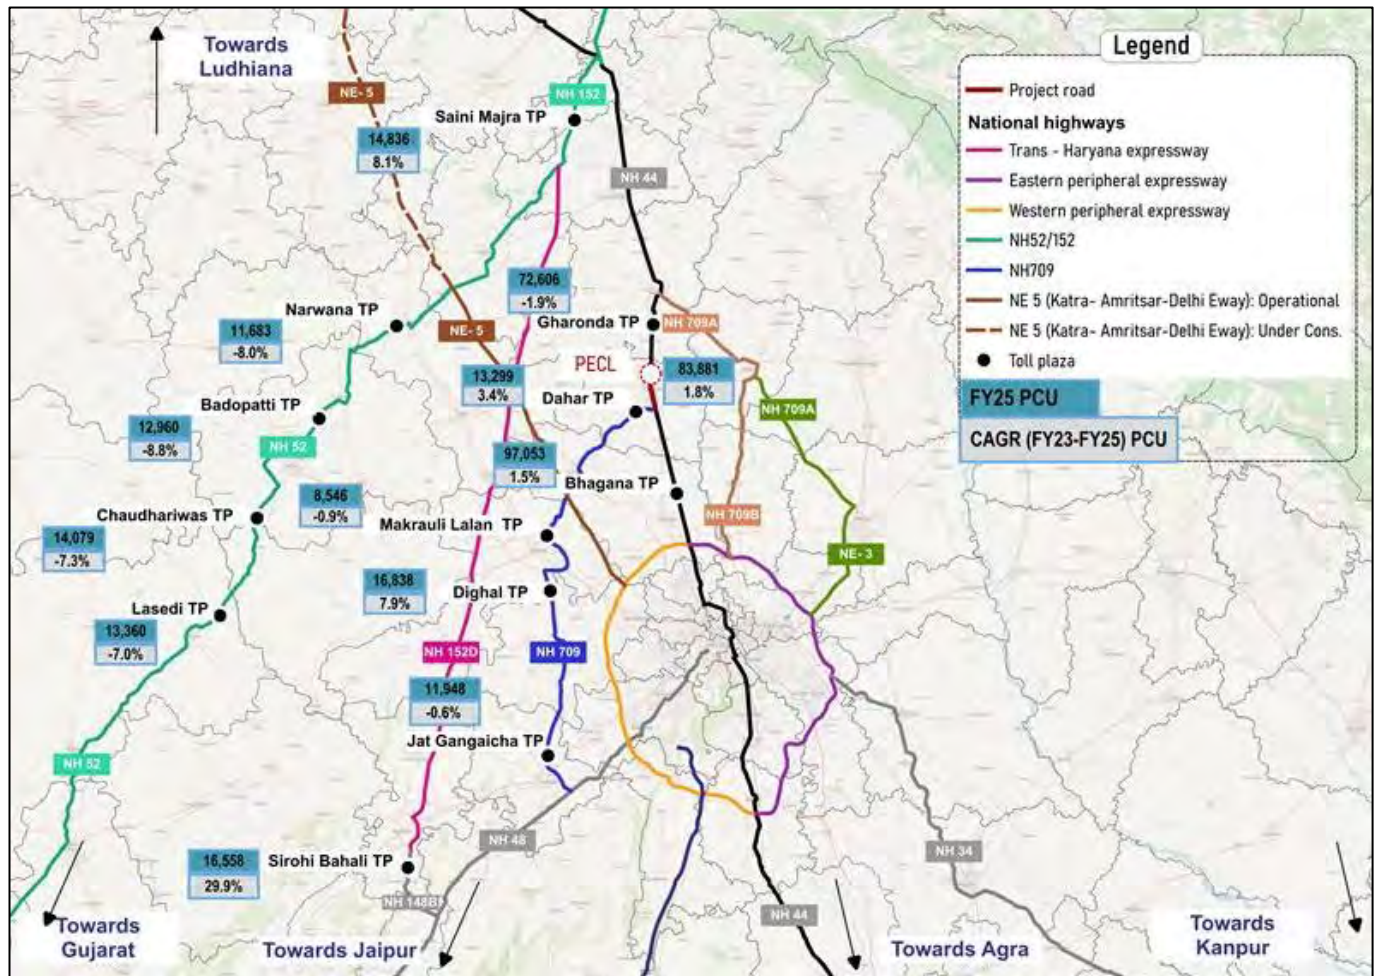 Towards
Ludhiana
NE- 5
14,836
8.1%
NH 152
Saini Majra TP
NH 44
Legend
Project road
National highways
Trans - Haryana expressway
Eastern peripheral expressway
Western peripheral expressway
NH52/152
NH709
NE 5 (Katra- Amritsar-Delhi Eway): Operational
NE 5 (Katra- Amritsar-Delhi Eway): Under Cons.
Toll plaza
FY25 PCU
CAGR (FY23-FY25) PCU
72,606
-1.9%
Narwana TP
11,683
-8.0%
NE- 5
Gharonda TP
NH 709A
PECL
83,881
1.8%
13,299
3.4%
Dahar TP
NH 709A
Badopatti TP
12,960
-8.8%
NH 52
97,053
1.5%
Bhagana TP
8,546
-0.9%
NH 709B
Chaudhariwas TP
Makrauli Lalan TP
14,079
-7.3%
NE- 3
16,838
7.9%
Dighal TP
Lasedi TP
13,360
-7.0%
NH 152D
NH 709
11,948
-0.6%
Jat Gangaicha TP
NH 52
NH 48
NH 34
16,558
29.9%
Sirohi Bahali TP
NH 148B
NH 44
Towards
Gujarat
Towards Jaipur
Towards Agra
Towards
Kanpur